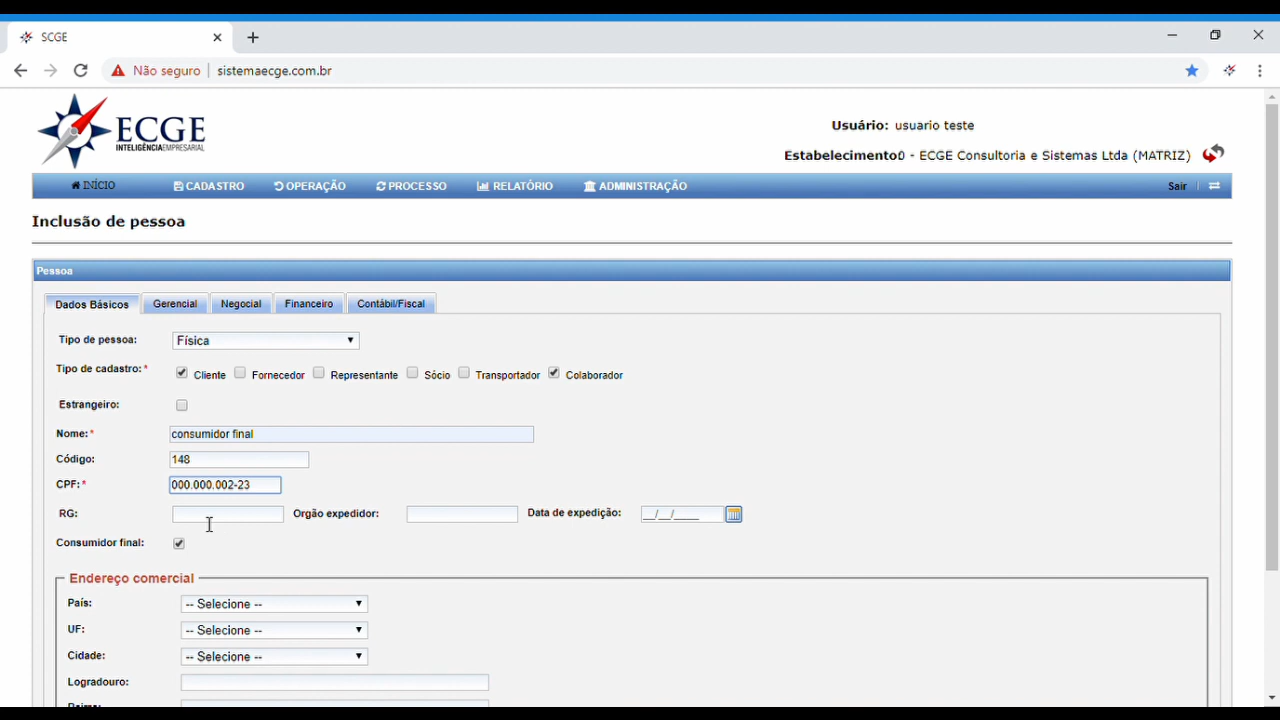 SCGE
Não seguro
sistemaecge.com.br
ECGE
INTELIGÊNCIAEMPRESARIAL
Usuário: usuario teste
Estabelecimento: - ECGE Consultoria e Sistemas Ltda (MATRIZ)
INÍCIO CADASTRO OPERAÇÃO PROCESSO RELATÓRIO ADMINISTRAÇÃO Sair
Inclusão de pessoa
Pessoa
Dados Básicos Gerencial Negocial Financeiro Contábil/Fiscal
Tipo de pessoa: Física
Tipo de cadastro:* Cliente Fornecedor Representante Sócio Transportador Colaborador
Estrangeiro:
Nome:* consumidor final
Código: 148
CPF:* 000.000.002-23
RG: Orgão expedidor: Data de expedição: __/__/____
Consumidor final:
Endereço comercial
País: -- Selecione --
UF: -- Selecione --
Cidade: -- Selecione --
Logradouro: